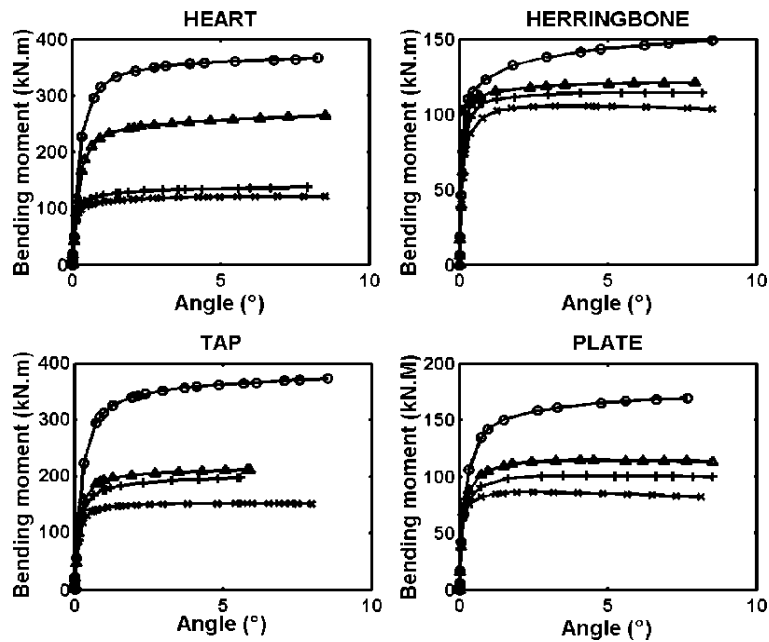 HEART
Bending moment (kN.m)
400
300
200
100
0
0 5 10
Angle (°)
HERRINGBONE
Bending moment (kN.m)
150
100
50
0
0 5 10
Angle (°)
TAP
Bending moment (kN.m)
400
300
200
100
0
0 5 10
Angle (°)
PLATE
Bending moment (kN.M)
200
150
100
50
0
0 5 10
Angle (°)